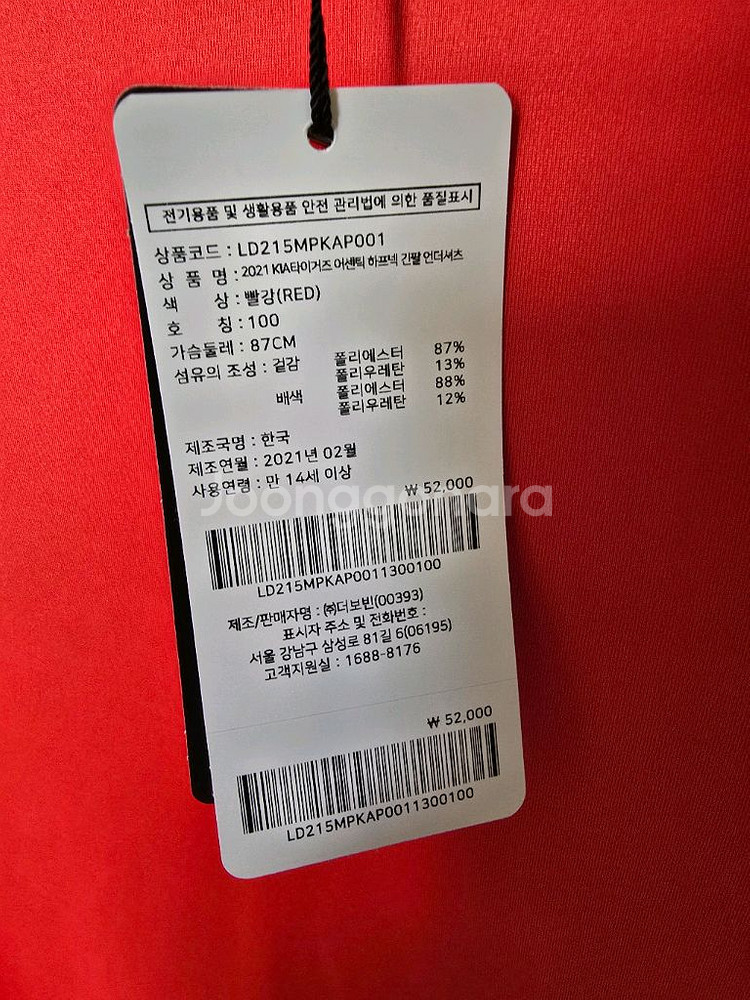 전기용품 및 생활용품 안전 관리법에 의한 품질표시
상품코드 : LD215MPKAP001
상 품 명 : 2021 KIA타이거즈 어센틱 하프넥 긴팔 언더셔츠
색 상 : 빨강(RED)
호 칭 : 100
가슴둘레 : 87CM
섬유의 조성 : 겉감 폴리에스터 87%
폴리우레탄 13%
배색 폴리에스터 88%
폴리우레탄 12%
제조국명 : 한국
제조연월 : 2021년 02월
사용연령 : 만 14세 이상
₩ 52,000
Joonggonara
LD215MPKAP0011300100
제조/판매자명 : ㈜더보빈(00393)
표시자 주소 및 전화번호 :
서울 강남구 삼성로 81길 6(06195)
고객지원실 : 1688-8176
₩ 52,000
LD215MPKAP0011300100